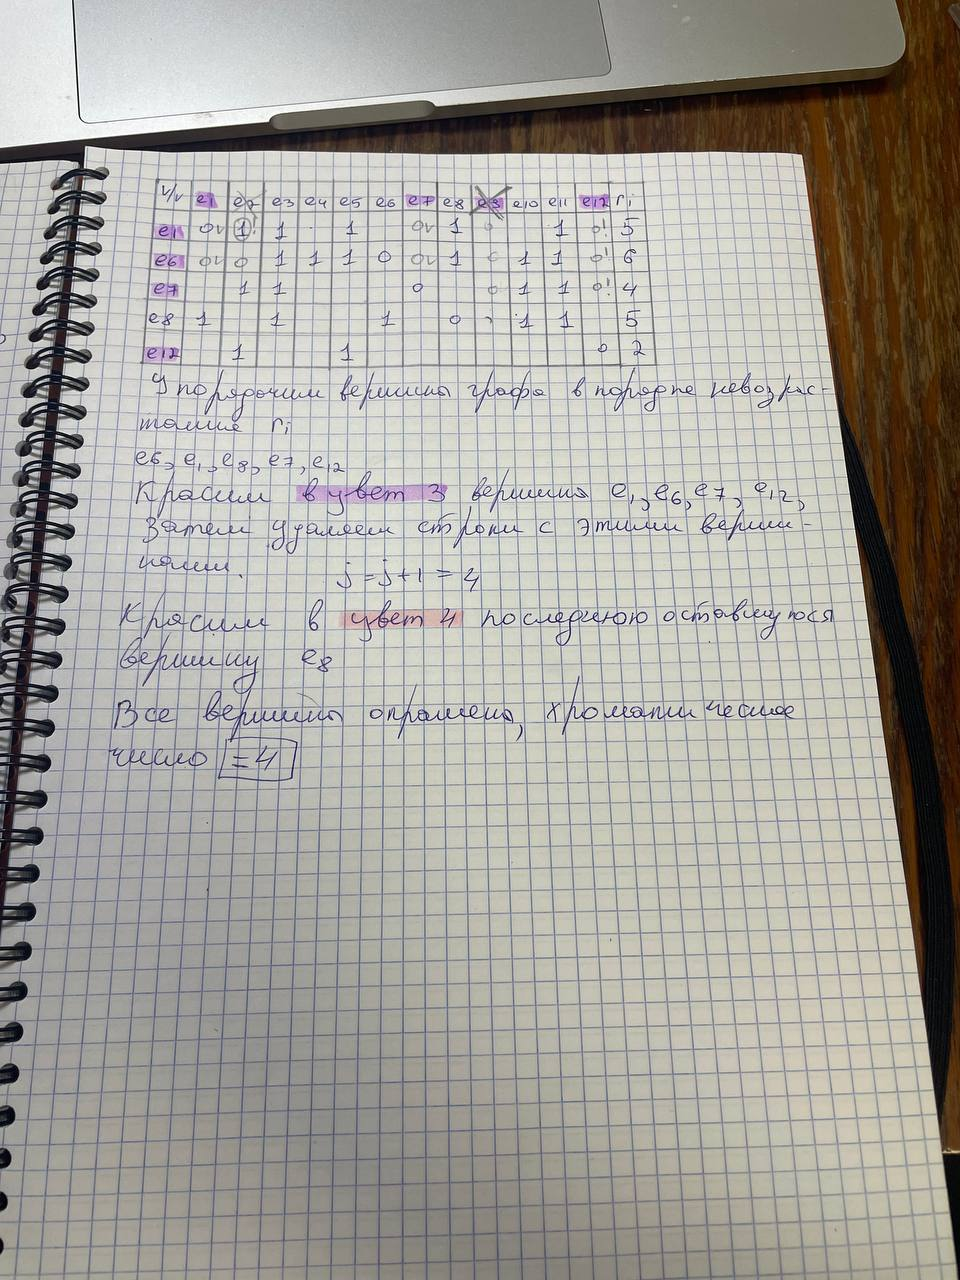 V/V e1 e2 e3 e4 e5 e6 e7 e8 e10 e11 e12 ri
e1 0v 1! 1 1 0v 1 0 1 0! 5
e6 0v 0 1 1 1 0 0v 1 0 1 1 0! 6
e7 1 1 0 0 1 1 0! 4
e8 1 1 1 0 1 1 5
e12 1 1 0 2
Упорядочим вершины графа в порядке невозрас-
тания ri
e6, e1, e8, e7, e12
Красим в цвет 3 вершины e1, e6, e7, e12,
Затем удаляем строки с этими верши-
нами. j=j+1=4
Красим в цвет 4 последнюю оставшуюся
вершину e8
Все вершины окрашены, хроматическое
число =4